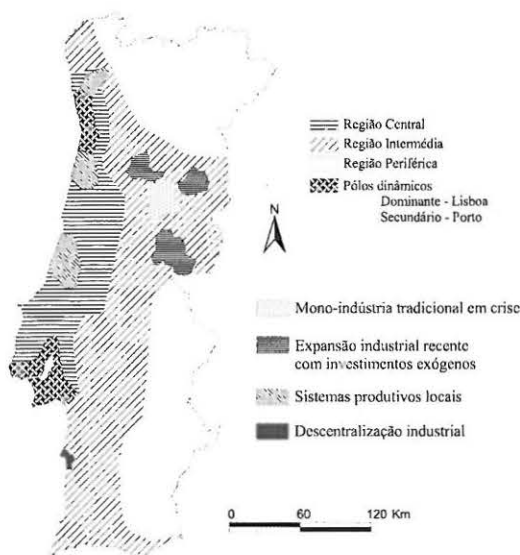 Região Central
Região Intermédia
Região Periférica
Pólos dinâmicos
Dominante - Lisboa
Secundário - Porto
N
Mono-indústria tradicional em crise
Expansão industrial recente
com investimentos exógenos
Sistemas produtivos locais
Descentralização industrial
0 60 120 Km